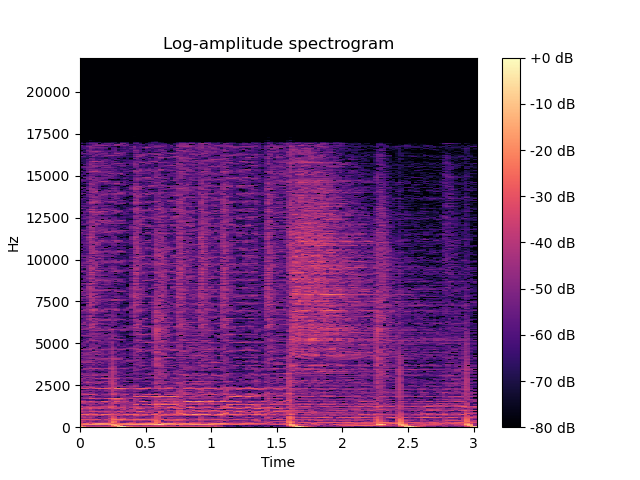 Log-amplitude spectrogram
Hz
20000
17500
15000
12500
10000
7500
5000
2500
0
0 0.5 1 1.5 2 2.5 3
Time
+0 dB
-10 dB
-20 dB
-30 dB
-40 dB
-50 dB
-60 dB
-70 dB
-80 dB